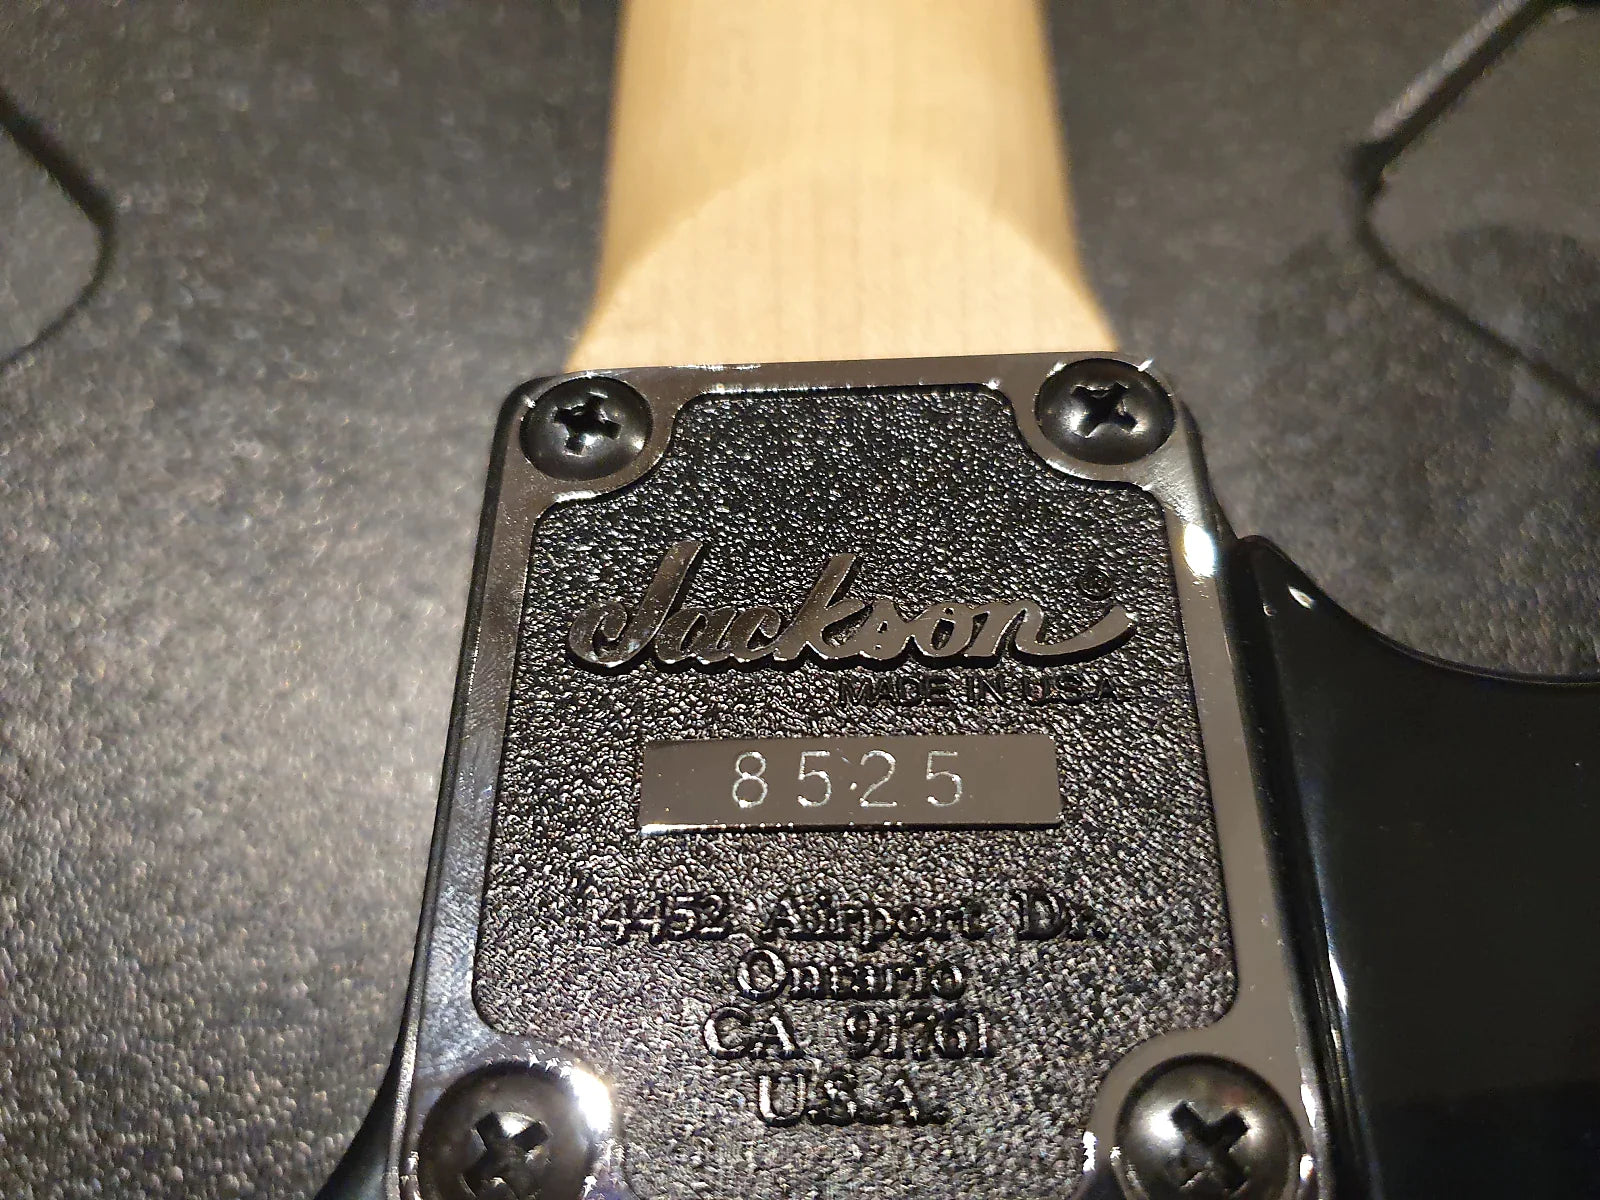 Jackson®
MADE IN U.S.A
8525
4452 Airport Dr.
Ontario
CA 91761
U.S.A.